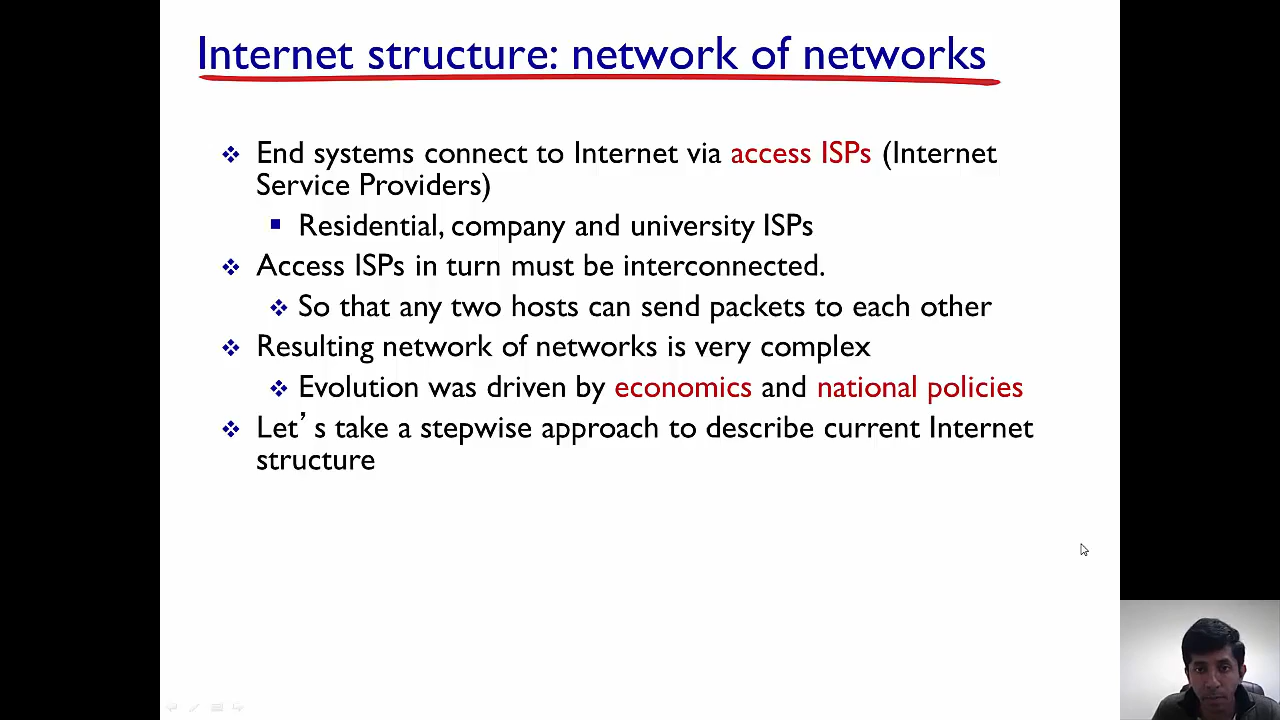 Internet structure: network of networks
End systems connect to Internet via access ISPs (Internet
Service Providers)
Residential, company and university ISPs
Access ISPs in turn must be interconnected.
So that any two hosts can send packets to each other
Resulting network of networks is very complex
Evolution was driven by economics and national policies
Let’s take a stepwise approach to describe current Internet
structure